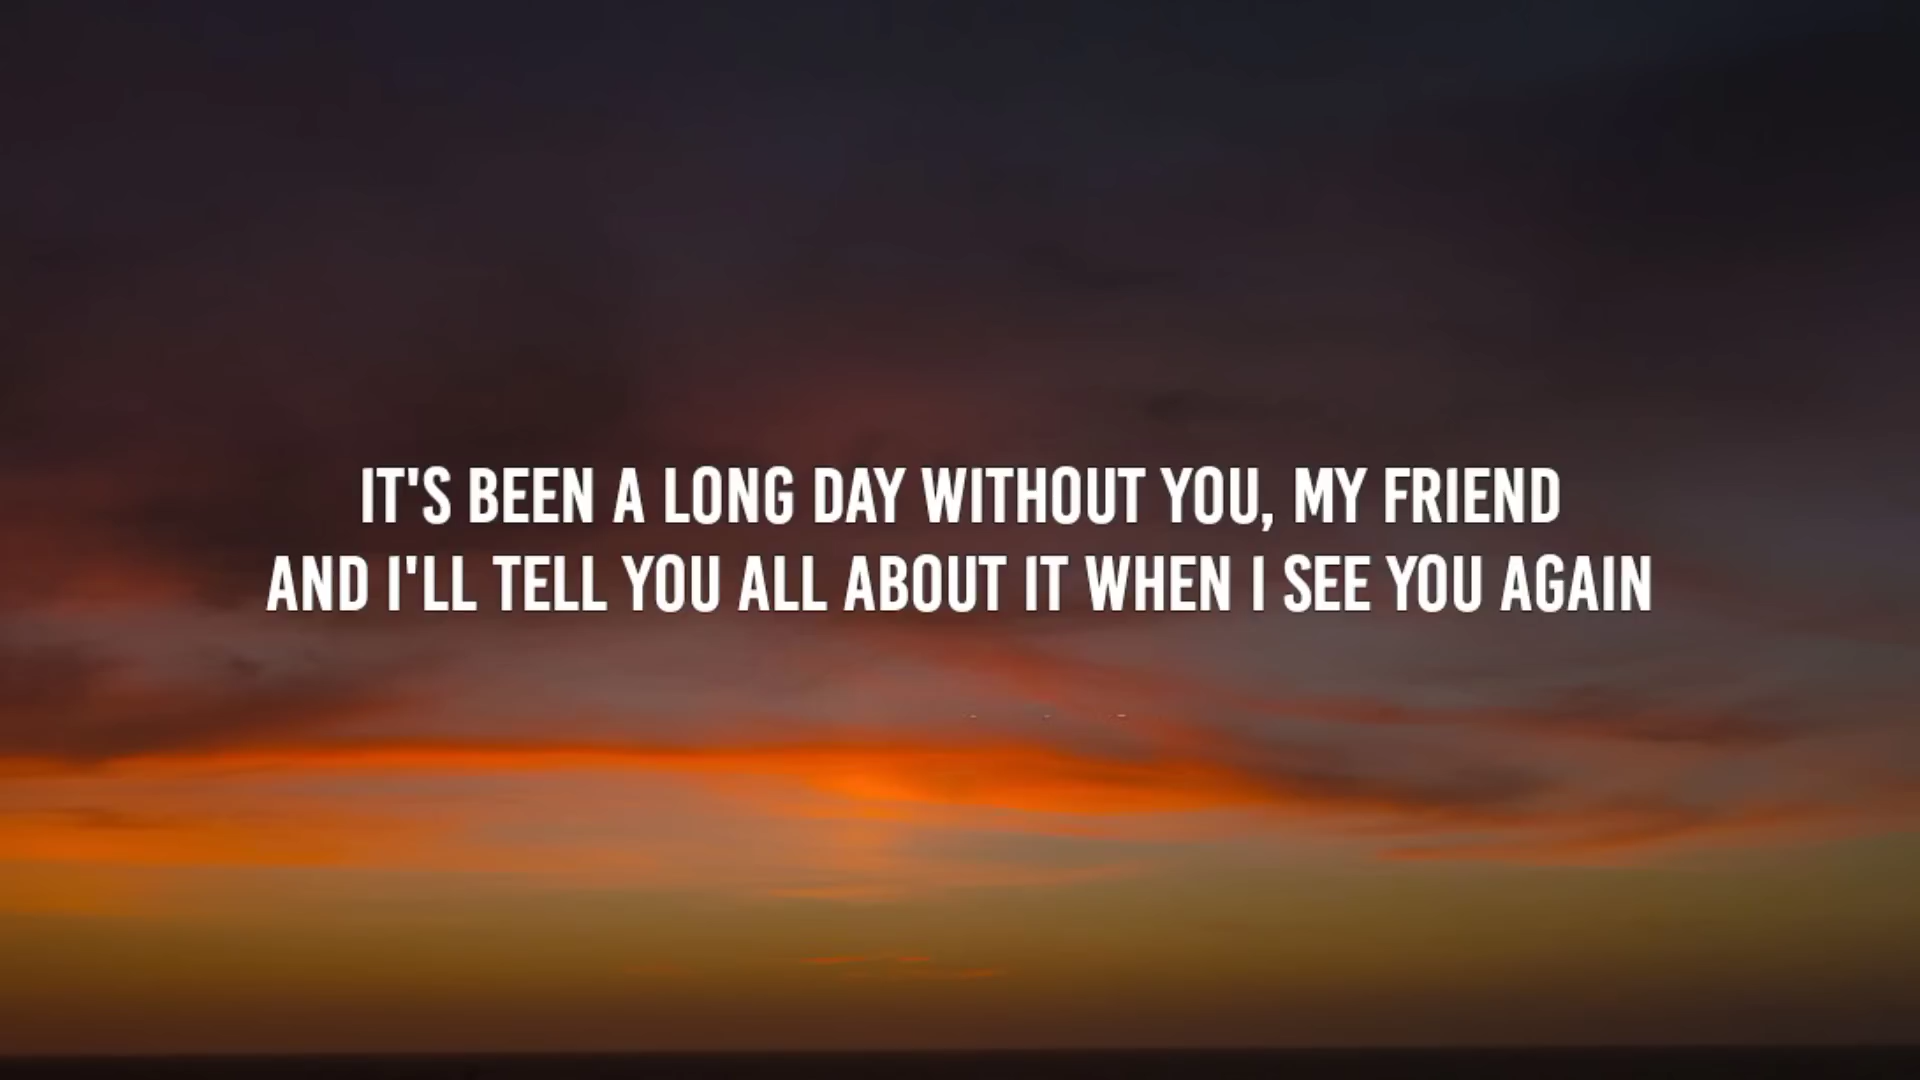 IT'S BEEN A LONG DAY WITHOUT YOU, MY FRIEND
AND I'LL TELL YOU ALL ABOUT IT WHEN I SEE YOU AGAIN